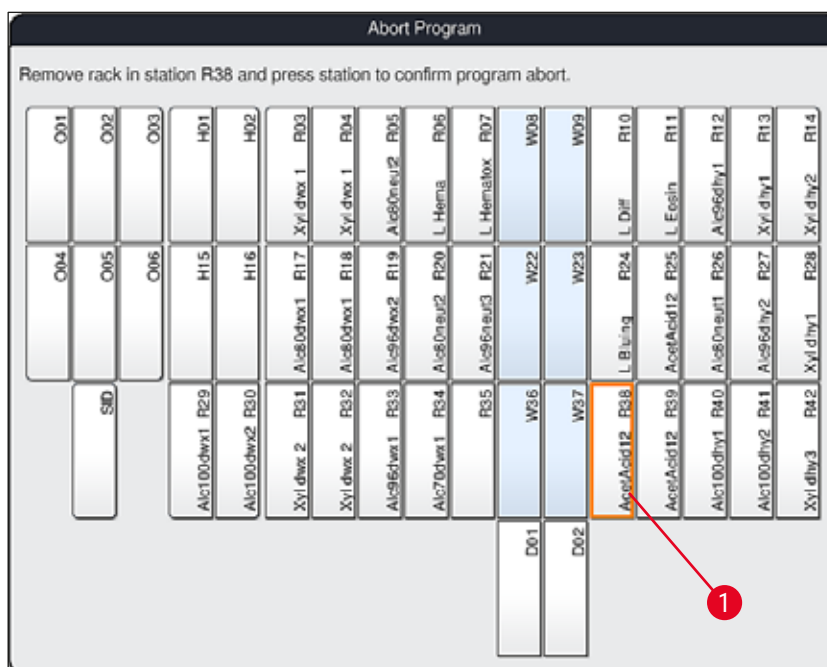 Abort Program
Remove rack in station R38 and press station to confirm program abort.
O01
O02
O03
H01
H02
Xyl dwx 1 R03
Xyl dwx 1 R04
Alc80neut2 R05
L Hema R06
L Hematox R07
W08
W09
L Diff R10
L Eosin R11
Alc96dhy1 R12
Xyl dhy1 R13
Xyl dhy2 R14
O04
O05
O06
H15
H16
Alc80dwx1 R17
Alc80dwx1 R18
Alc96dwx2 R19
Alc80neut2 R20
Alc96neut3 R21
W22
W23
L Bluing R24
AcetAcid12 R25
Alc80neut1 R26
Alc96dhy2 R27
Xyl dhy1 R28
SID
Alc100dwx1 R29
Alc100dwx2 R30
Xyl dwx 2 R31
Xyl dwx 2 R32
Alc96dwx1 R33
Alc70dwx1 R34
R35
W36
W37
AcetAcid12 R38
AcetAcid12 R39
Alc100dhy1 R40
Alc100dhy2 R41
Xyl dhy3 R42
D01
D02
1